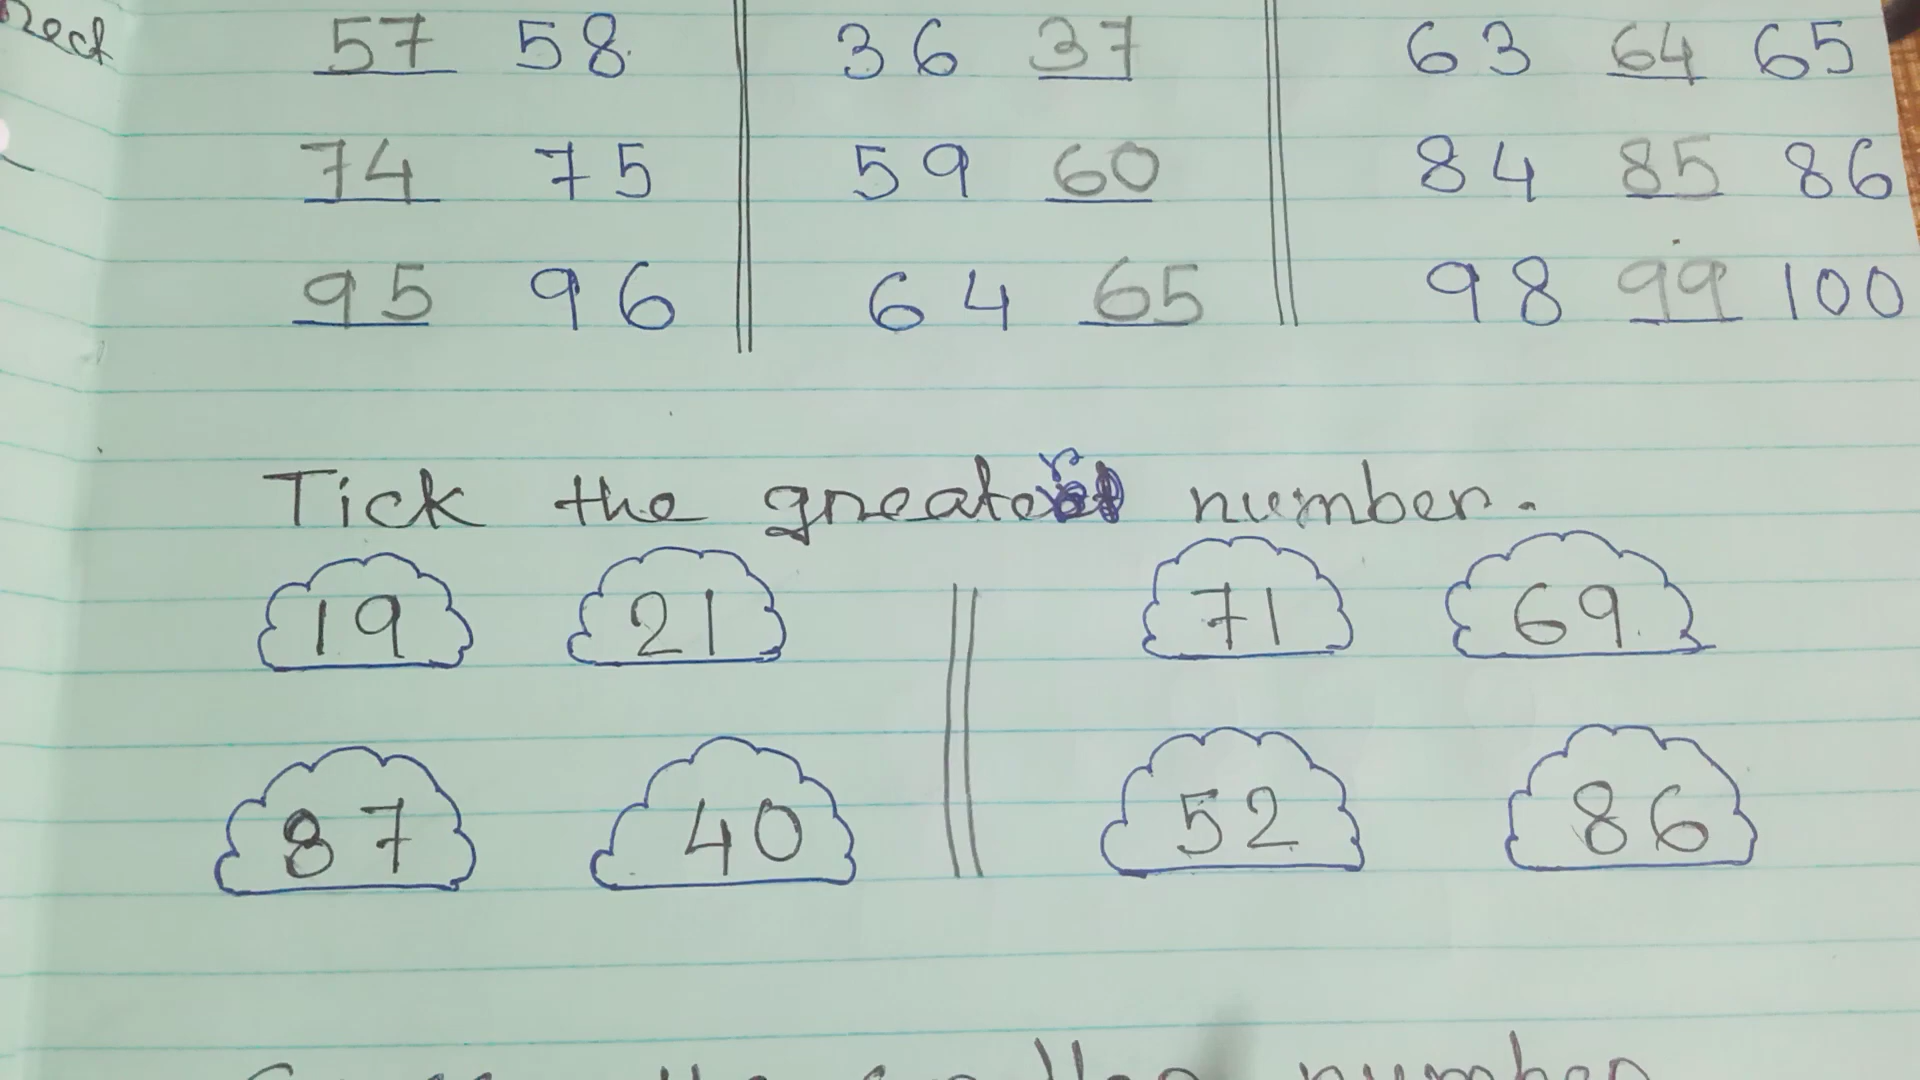 57 58 36 37 63 64 65
74 75 59 60 84 85 86
95 96 64 65 98 99 100
Tick the greater number.
19 21 71 69
87 40 52 86
number